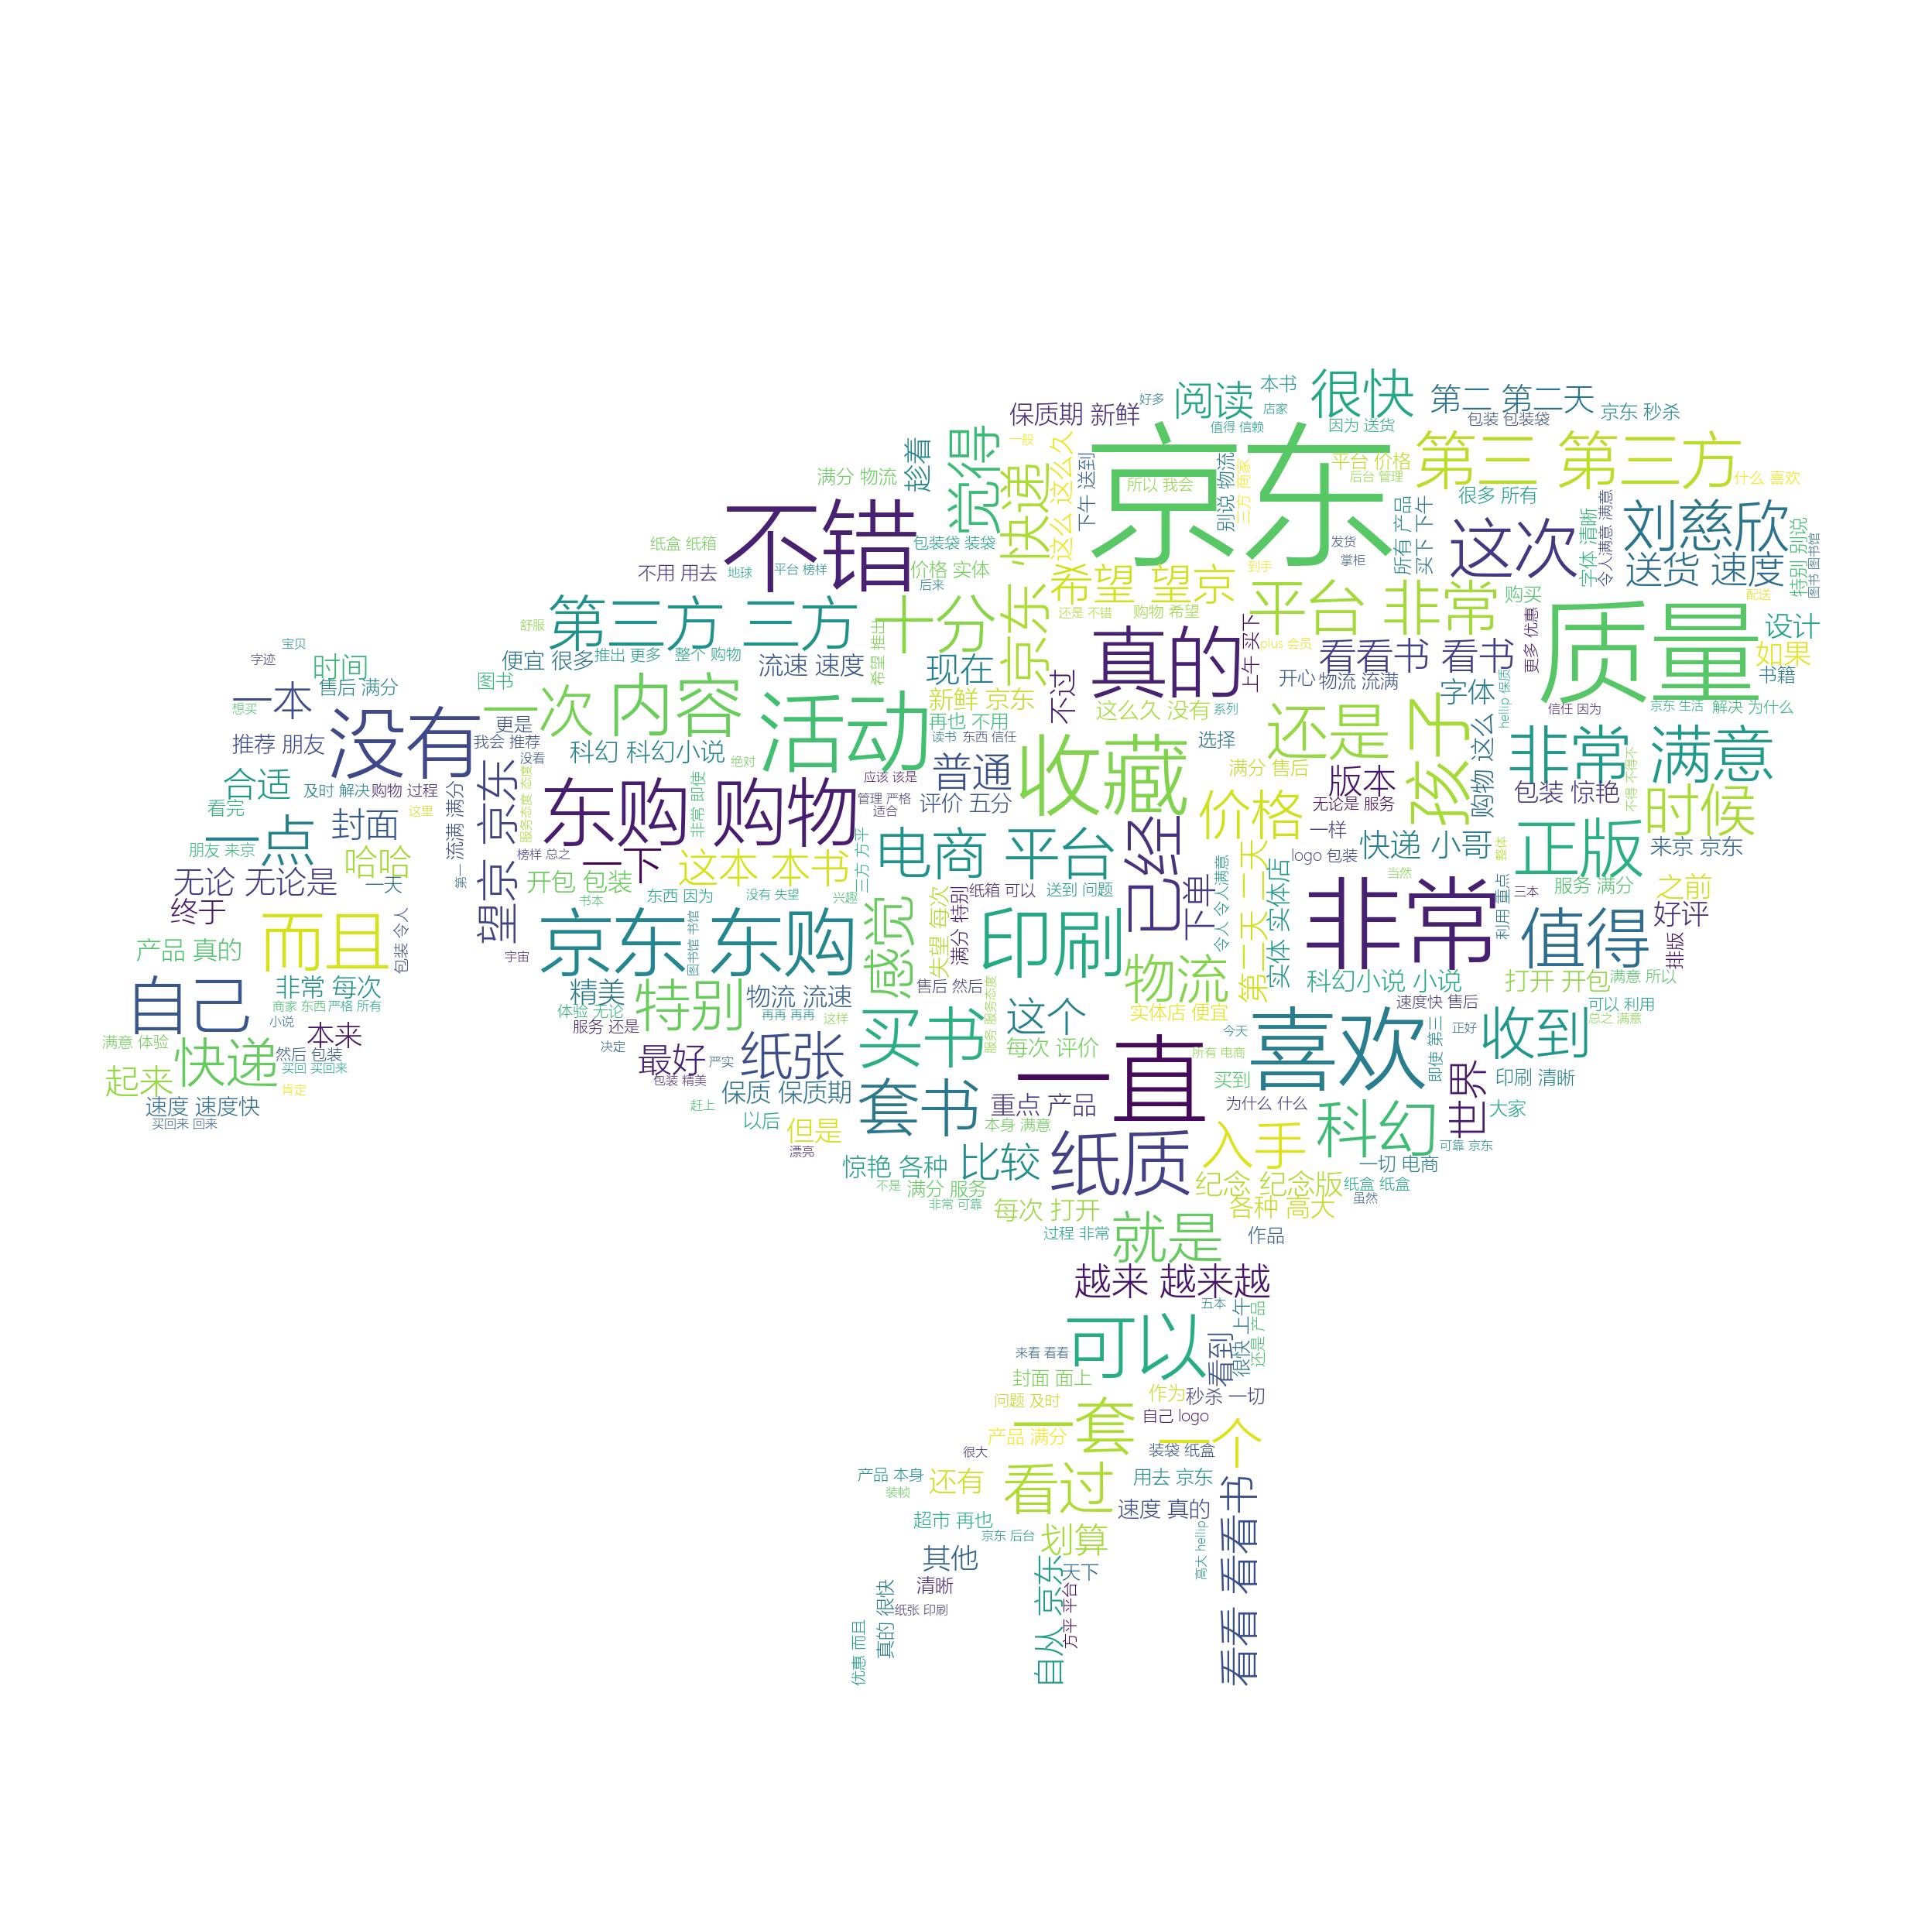 很快
阅读
本书
第二 第二天
京东 秒杀
保质期 新鲜
好多
店家
包装 包装袋
值得 信赖
因为 送货
一般
京东
第三 第三方
觉得
趁着
快递
这么 这么久
下午 送到
别说 物流
三方 商家
平台 价格
后台 管理
什么 喜欢
满分 物流
所以 我会
很多 所有
不错
这次
刘慈欣
所有 产品
买下 下午
字体 清晰
令人满意 满意
特别 别说
图书 图书馆
纸盒 纸箱
包装袋 装袋
发货
掌柜
不用 用去
地球
平台 榜样
价格 实体
后来
到手
送货 速度
希望 望京
平台 非常
购买
配送
第三方 三方
十分
京东
还是 不错
购物 希望
质量
设计
舒服
真的
上午 买下
plus 会员
看看书 看书
更多 优惠
如果
宝贝
字迹
时间
便宜 很多
推出 更多
整个 购物
流速 速度
希望 推出
现在
不过
开心
物流 流满
书籍
一本
售后 满分
图书
一次
内容
活动
新鲜 京东
这么久 没有
系列
还是
孩子
字体
hellip 保质
信任 因为
京东 生活
解决 为什么
想买
没有
更是
再也 不用
读书
东西 信任
收藏
选择
非常 满意
推荐 朋友
我会 推荐
没看
科幻 科幻小说
绝对
应该 该是
普通
满分 售后
版本
购物 这么
包装 惊艳
不得 不得不
合适
及时 解决
购物 过程
望京 京东
服务态度 态度
东购 购物
非常 即使
管理 严格
适合
评价 五分
价格
无论是 服务
时候
看完
这里
封面
一样
正版
一点
流满 满分
榜样 总之
一下
这本 本书
三方 方平
电商 平台
已经
logo 包装
快递 小哥
整体
来京 京东
朋友 来京
哈哈
无论 无论是
一天
第一
开包 包装
书本
东西 因为
没有 失望
兴趣
纸箱 可以
送到 问题
令人 令人满意
第二天 二天
实体 实体店
当然
服务 满分
之前
终于
而且
包装 令人
京东 东购
图书馆 书馆
感觉
失望 每次
满分 特别
印刷
下单
非常
利用 重点
三本
值得
好评
排版
产品 真的
宇宙
物流
科幻小说 小说
打开 开包
满意 所以
自己
非常 每次
商家 东西
严格 所有
精美
特别
物流 流速
售后 然后
服务 服务态度
实体店 便宜
速度快 售后
可以 利用
总之 满意
小说
本来
体验 无论
服务 还是
再再 再再
这样
买书
这个
今天
喜欢
正好
收到
满意 体验
快递
然后 包装
买回 买回来
决定
最好
严实
纸张
每次 评价
一直
所有 电商
即使 第三
起来
肯定
包装 精美
保质 保质期
买到
世界
印刷 清晰
速度 速度快
买回来 回来
赶上
以后
但是
套书
重点 产品
本身 满意
为什么 什么
大家
漂亮
入手
科幻
可靠 京东
惊艳 各种
比较
纸质
一切 电商
不是
满分 服务
纪念 纪念版
纸盒 纸盒
虽然
非常 可靠
每次 打开
各种 高大
过程 非常
就是
作品
越来 越来越
五本
可以
看到
很快 上午
还是 产品
来看 看看
封面 面上
作为
秒杀 一切
问题 及时
一套
自己 logo
一个
产品 满分
很大
装袋 纸盒
产品 本身
还有
看过
用去 京东
装帧
速度 真的
看看 看看书
超市 再也
京东 后台
划算
高大 hellip
其他
天下
自从 京东
方平 平台
清晰
真的 很快
纸张 印刷
优惠 而且